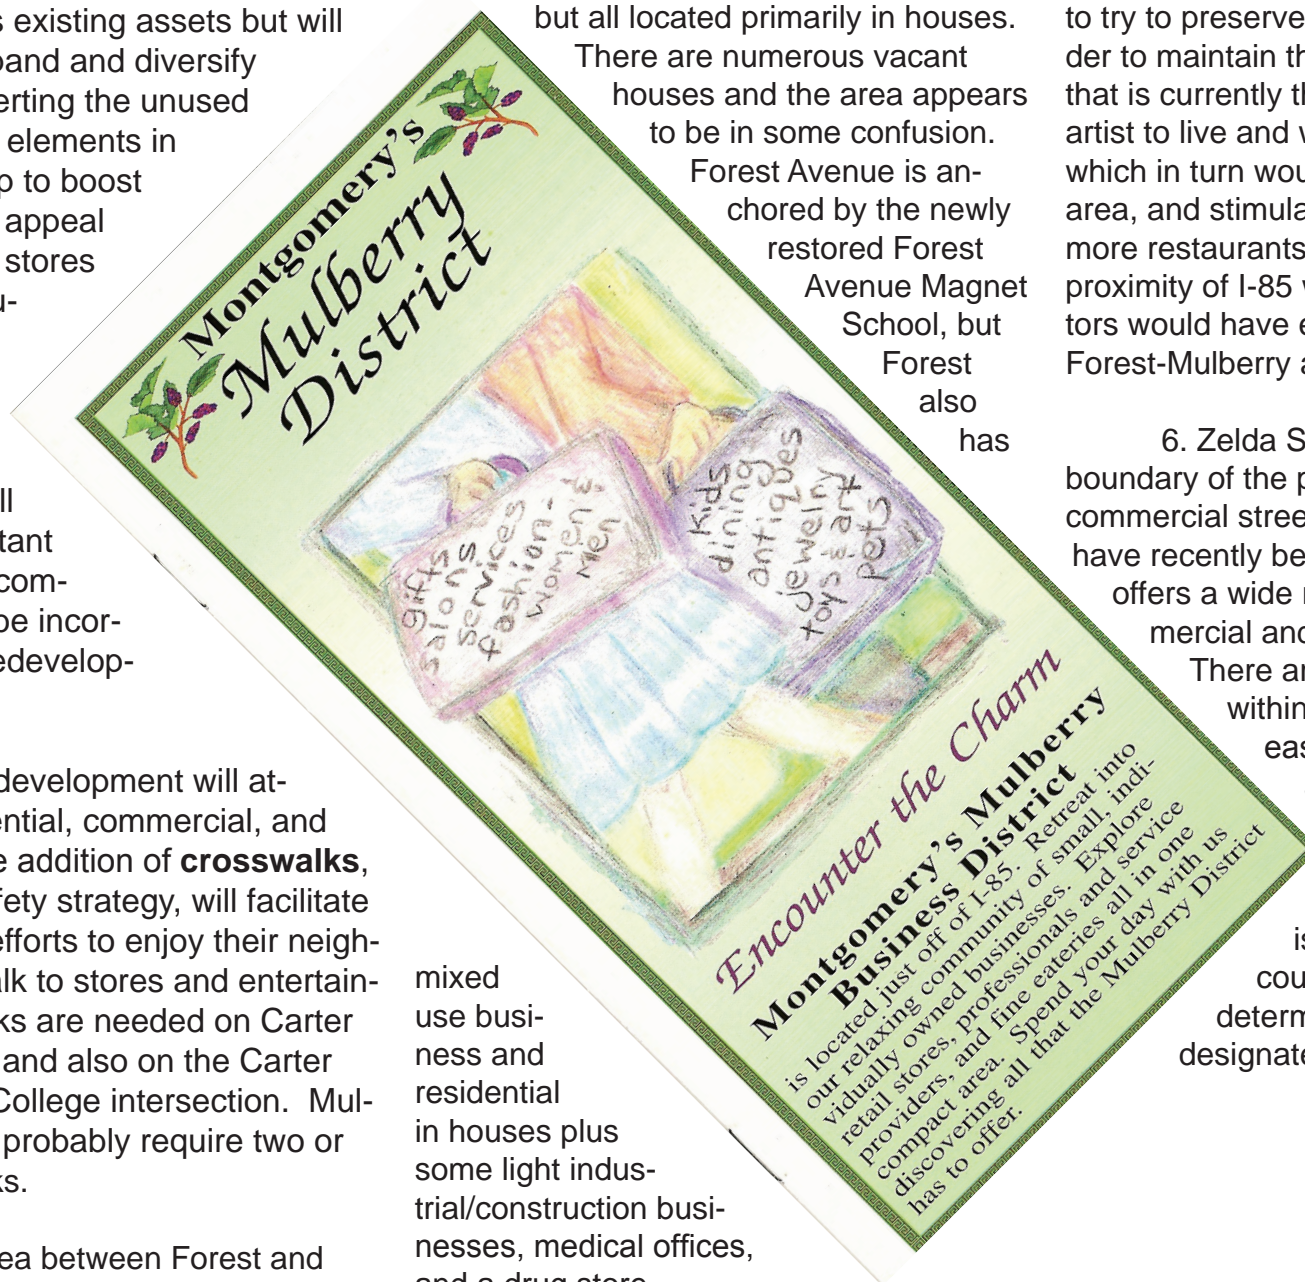 s existing assets but will
and and diversify
erting the unused
elements in
p to boost
appeal
stores
u-
ll
tant
com-
be incor-
edevelop-
development will at-
ential, commercial, and
e addition of crosswalks,
fety strategy, will facilitate
efforts to enjoy their neigh-
alk to stores and entertain-
ks are needed on Carter
and also on the Carter
College intersection. Mul-
probably require two or
ks.
ea between Forest and
but all located primarily in houses.
There are numerous vacant
houses and the area appears
to be in some confusion.
Forest Avenue is an-
chored by the newly
restored Forest
Avenue Magnet
School, but
Forest
also
has
mixed
use busi-
ness and
residential
in houses plus
some light indus-
trial/construction busi-
nesses, medical offices,
and a drug store
Montgomery's
Mulberry
District
gifts
salons
services
fashion-
women &
men
kids
dining
antiques
jewelry
toys & art
pets
Encounter the Charm
Montgomery's Mulberry
Business District
is located just off of I-85. Retreat into
our relaxing community of small, indi-
vidually owned businesses. Explore
retail stores, professionals and service
providers, and fine eateries all in one
compact area. Spend your day with us
discovering all that the Mulberry District
has to offer.
to try to preserve
der to maintain th
that is currently th
artist to live and w
which in turn wou
area, and stimula
more restaurants
proximity of I-85 w
tors would have e
Forest-Mulberry a
6. Zelda S
boundary of the p
commercial stree
have recently be
offers a wide r
mercial and
There ar
within
eas
is
cou
determ
designate